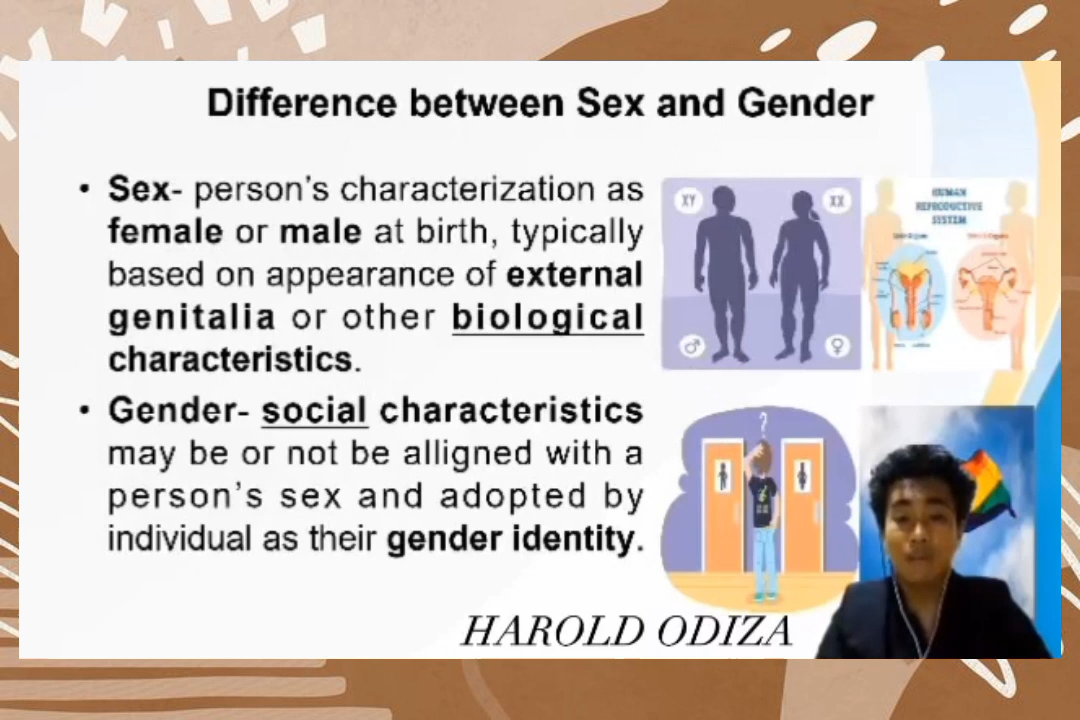 Difference between Sex and Gender
• Sex- person's characterization as
female or male at birth, typically
based on appearance of external
genitalia or other biological
characteristics.
• Gender- social characteristics
may be or not be alligned with a
person's sex and adopted by
individual as their gender identity.
XY
XX
HUMAN
REPRODUCTIVE
SYSTEM
?
HAROLD ODIZA